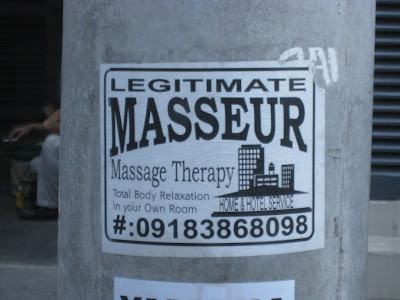 LEGITIMATE
MASSEUR
Massage Therapy
Total Body Relaxation
in your Own Room
HOME & HOTEL SERVICE
#:09183868098